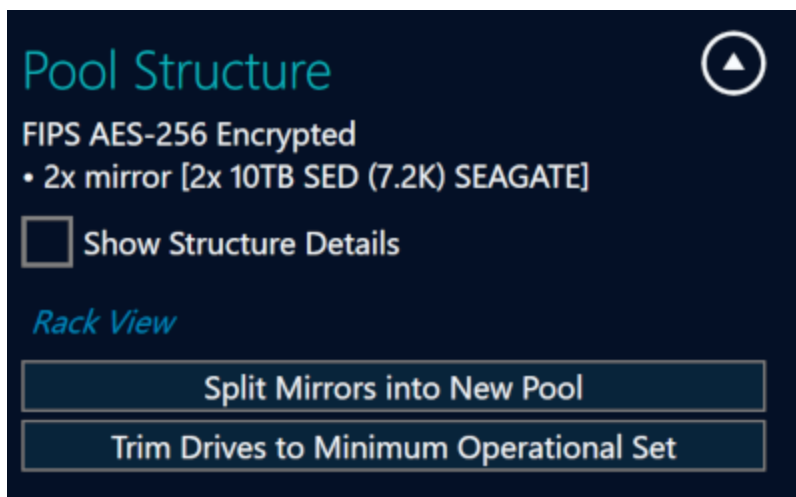 Pool Structure
FIPS AES-256 Encrypted
• 2x mirror [2x 10TB SED (7.2K) SEAGATE]
Show Structure Details
Rack View
Split Mirrors into New Pool
Trim Drives to Minimum Operational Set